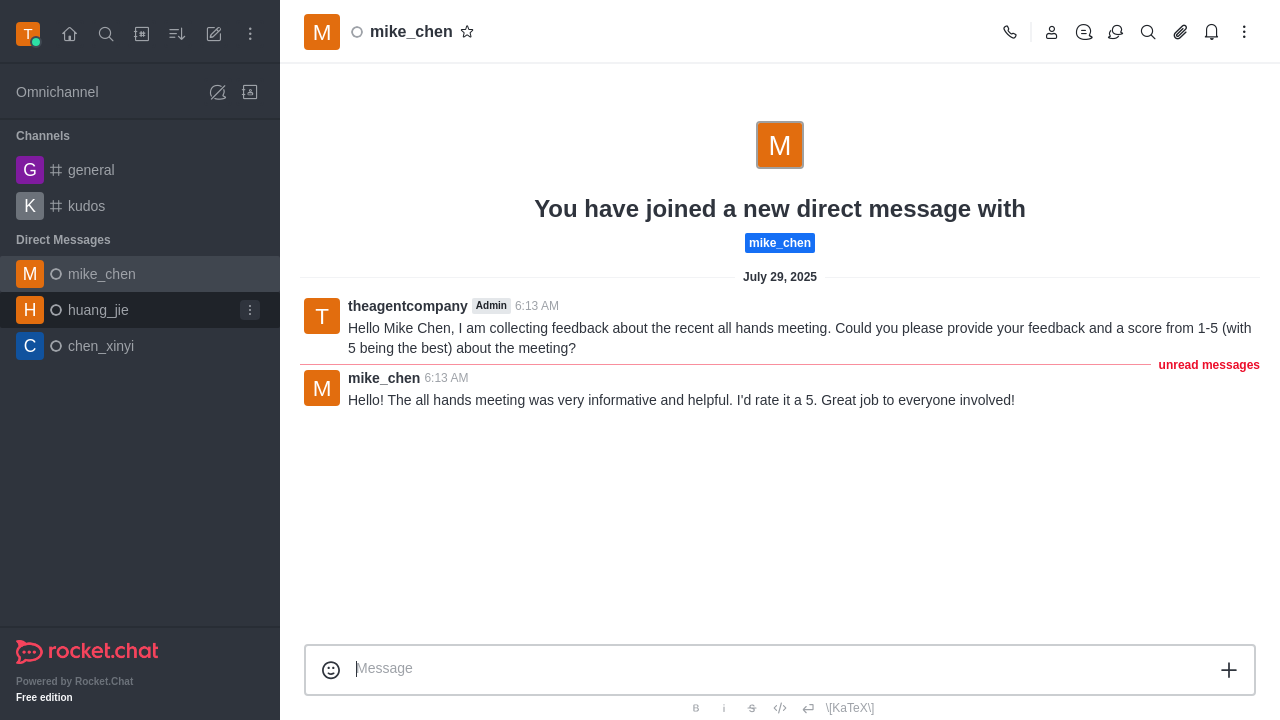 T
Omnichannel
Channels
G general
K kudos
Direct Messages
M mike_chen
H huang_jie
C chen_xinyi
rocket.chat
Powered by Rocket.Chat
Free edition
M mike_chen
M
You have joined a new direct message with
mike_chen
July 29, 2025
T theagentcompany Admin 6:13 AM
Hello Mike Chen, I am collecting feedback about the recent all hands meeting. Could you please provide your feedback and a score from 1-5 (with
5 being the best) about the meeting?
unread messages
M mike_chen 6:13 AM
Hello! The all hands meeting was very informative and helpful. I'd rate it a 5. Great job to everyone involved!
Message
B i S \[KaTeX\]